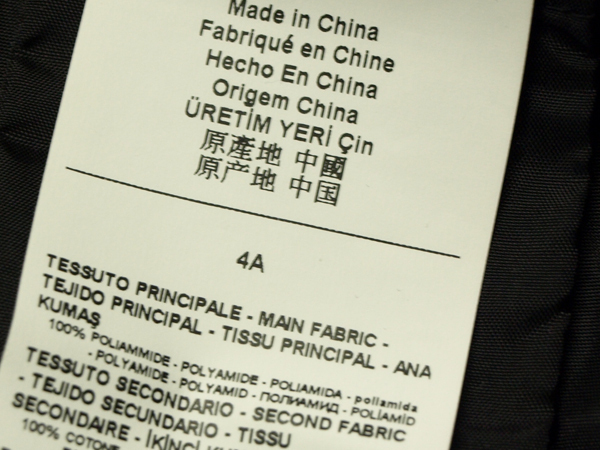 Made in China
Fabriqué en Chine
Hecho En China
Origem China
ÜRETİM YERİ Çin
原產地 中國
原产地 中国
4A
TESSUTO PRINCIPALE - MAIN FABRIC -
TEJIDO PRINCIPAL - TISSU PRINCIPAL - ANA
KUMAŞ
100% POLIAMMIDE - POLYAMIDE - POLIAMIDA - poliamida
- POLYAMIDE - POLYAMID - ПОЛИАМИД - POLİAMİD
TESSUTO SECONDARIO - SECOND FABRIC
- TEJIDO SECUNDARIO - TISSU
SECONDAIRE - İKİNCİ
100%